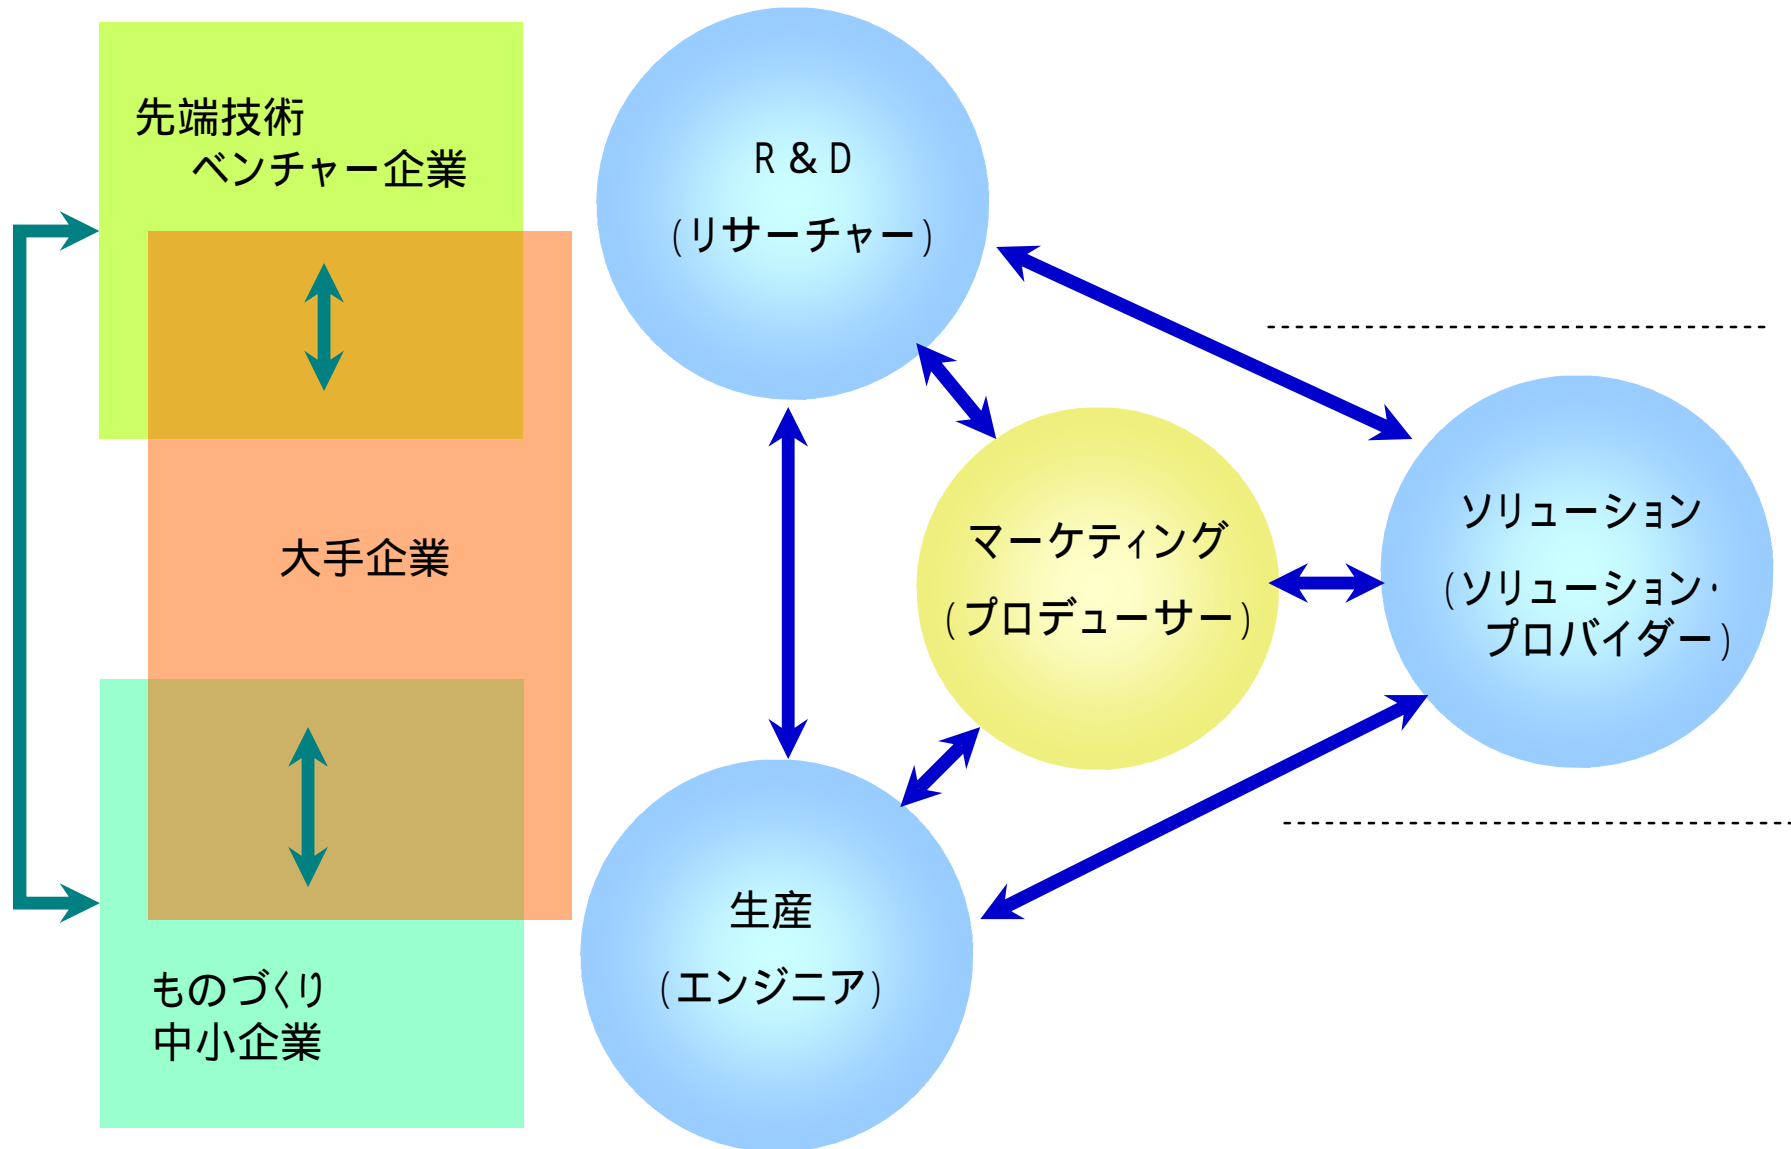 先端技術
ベンチャー企業
大手企業
ものづくり
中小企業
R & D
(リサーチャー)
マーケティング
(プロデューサー)
ソリューション
(ソリューション・
プロバイダー)
生産
(エンジニア)